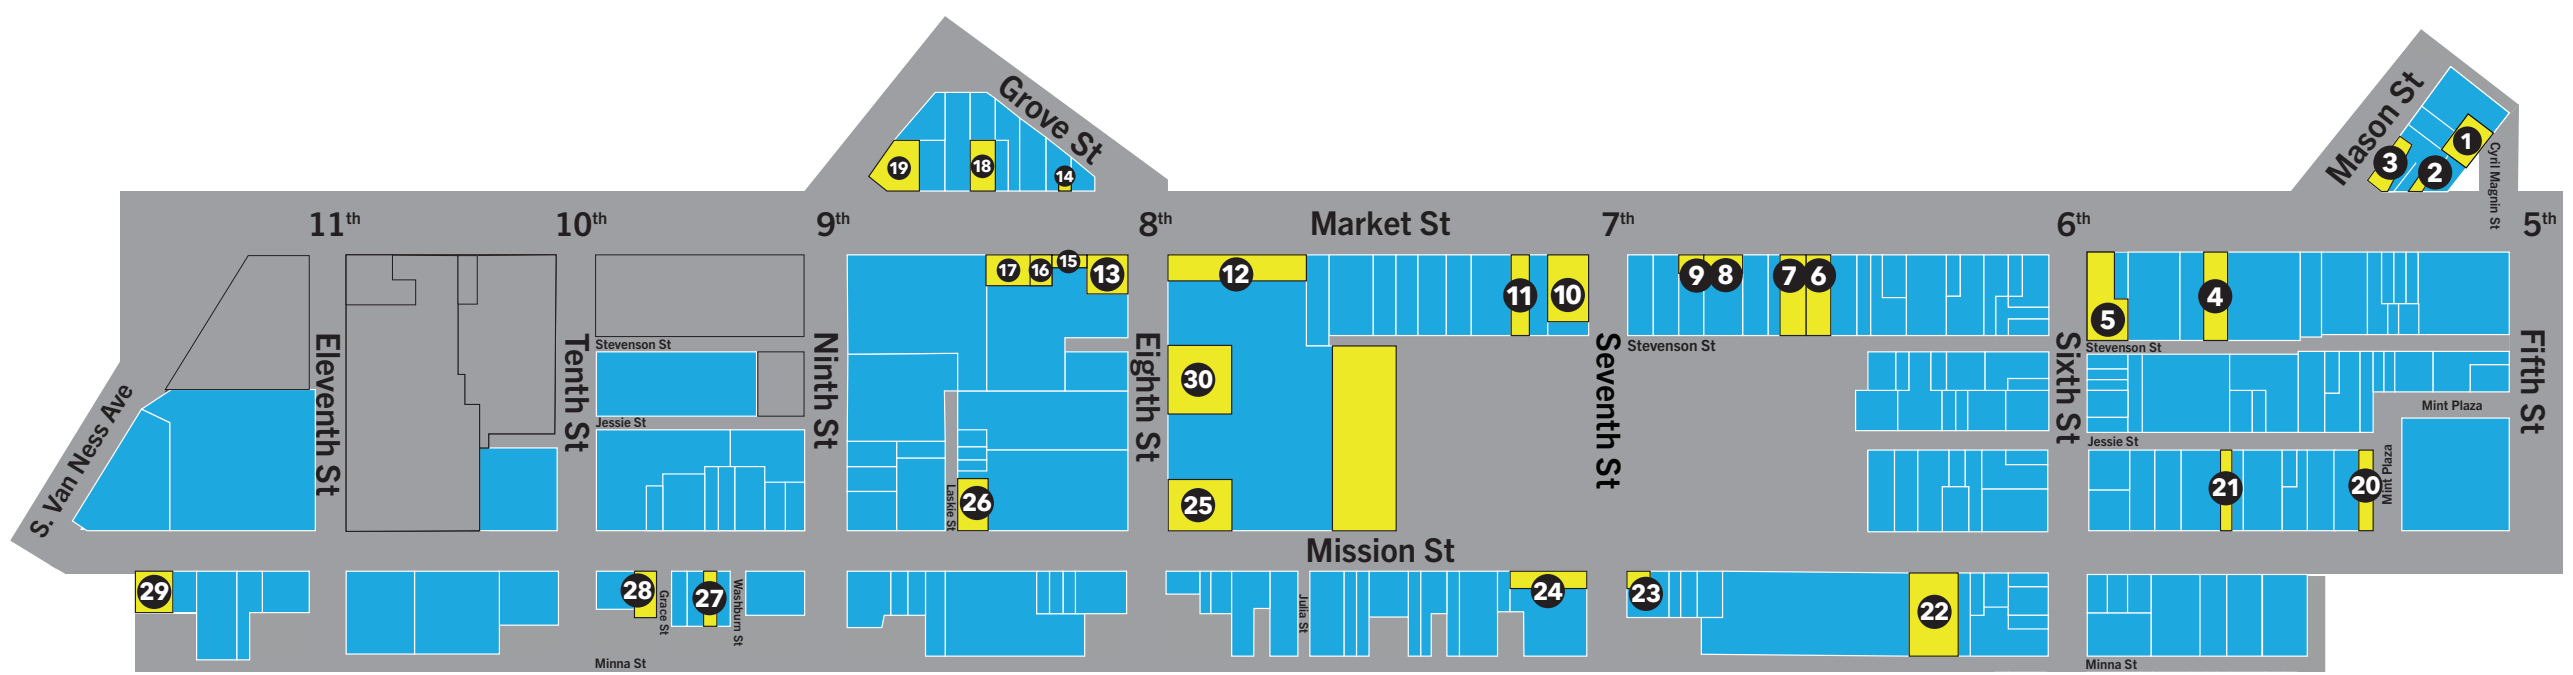 Grove St
Mason St
Cyril Magnin St
19
18
14
1
3
2
11th
10th
9th
8th
Market St
7th
6th
5th
17
16
15
13
12
11
10
9
8
7
6
5
4
Eleventh St
Tenth St
Ninth St
Eighth St
Seventh St
Sixth St
Fifth St
Stevenson St
Stevenson St
Stevenson St
30
S. Van Ness Ave
Jessie St
Jessie St
Mint Plaza
Mint Plaza
Laskie St
26
25
21
20
Mission St
29
28
Grace St
27
Washburn St
Julia St
24
23
22
Minna St
Minna St